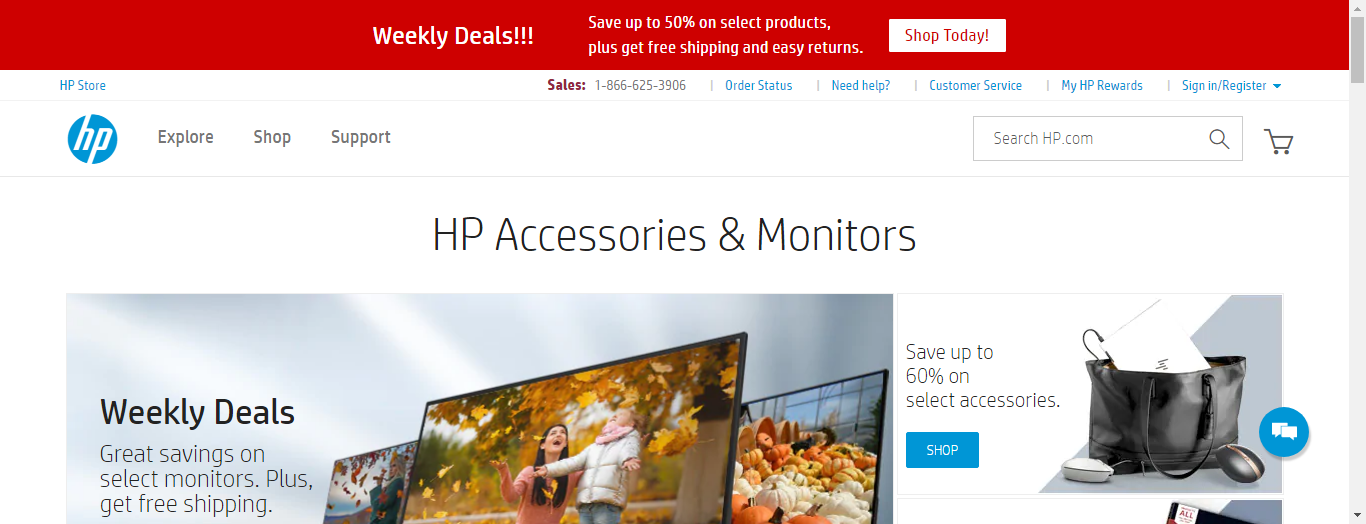 Weekly Deals!!!
Save up to 50% on select products,
plus get free shipping and easy returns.
Shop Today!
HP Store
Sales: 1-866-625-3906
Order Status
Need help?
Customer Service
My HP Rewards
Sign in/Register
hp
Explore
Shop
Support
Search HP.com
HP Accessories & Monitors
Weekly Deals
Great savings on
select monitors. Plus,
get free shipping.
Save up to
60% on
select accessories.
SHOP
ALL